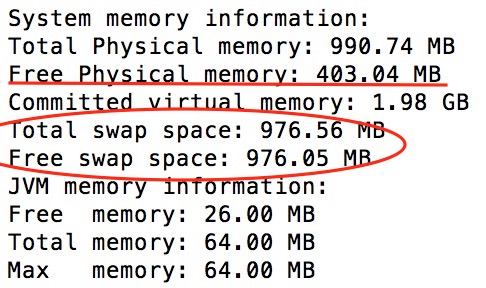 System memory information:
Total Physical memory: 990.74 MB
Free Physical memory: 403.04 MB
Committed virtual memory: 1.98 GB
Total swap space: 976.56 MB
Free swap space: 976.05 MB
JVM memory information:
Free  memory: 26.00 MB
Total memory: 64.00 MB
Max   memory: 64.00 MB